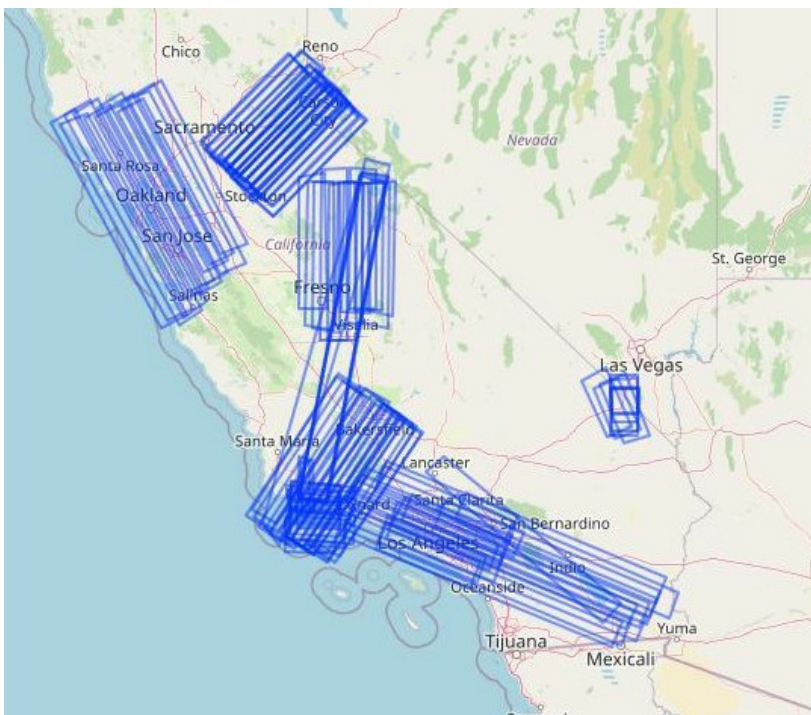 Reno
Chico
Carson
City
Sacramento
Nevada
Santa Rosa
Oakland
Stockton
San Jose
California
St. George
Fresno
Salinas
Visalia
Las Vegas
Bakersfield
Santa Maria
Lancaster
Santa Clarita
Oxnard
San Bernardino
Los Angeles
Indio
Oceanside
Yuma
Tijuana
Mexicali